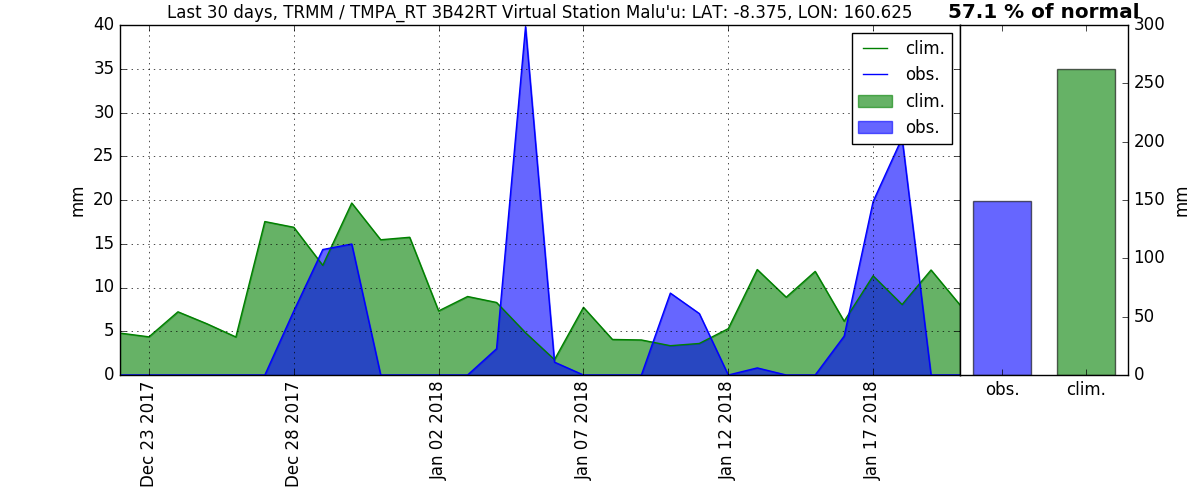 Last 30 days, TRMM / TMPA_RT 3B42RT Virtual Station Malu'u: LAT: -8.375, LON: 160.625
57.1 % of normal
40
35
30
25
20
15
10
5
0
mm
clim.
obs.
clim.
obs.
Dec 23 2017
Dec 28 2017
Jan 02 2018
Jan 07 2018
Jan 12 2018
Jan 17 2018
300
250
200
150
100
50
0
mm
obs.
clim.